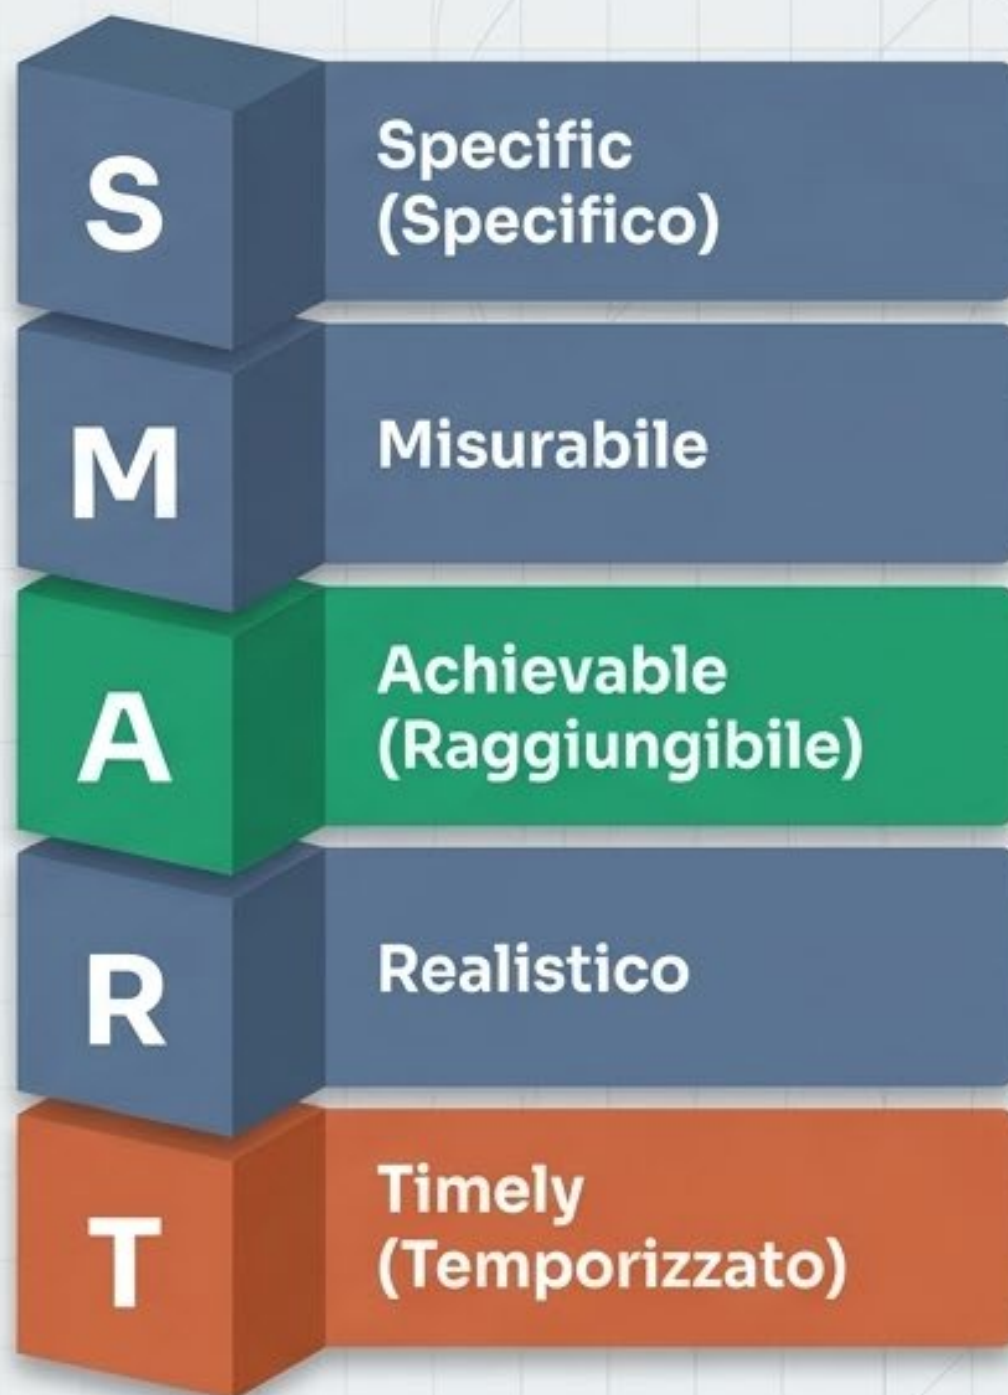 S
Specific
(Specifico)
M
Misurabile
A
Achievable
(Raggiungibile)
R
Realistico
T
Timely
(Temporizzato)